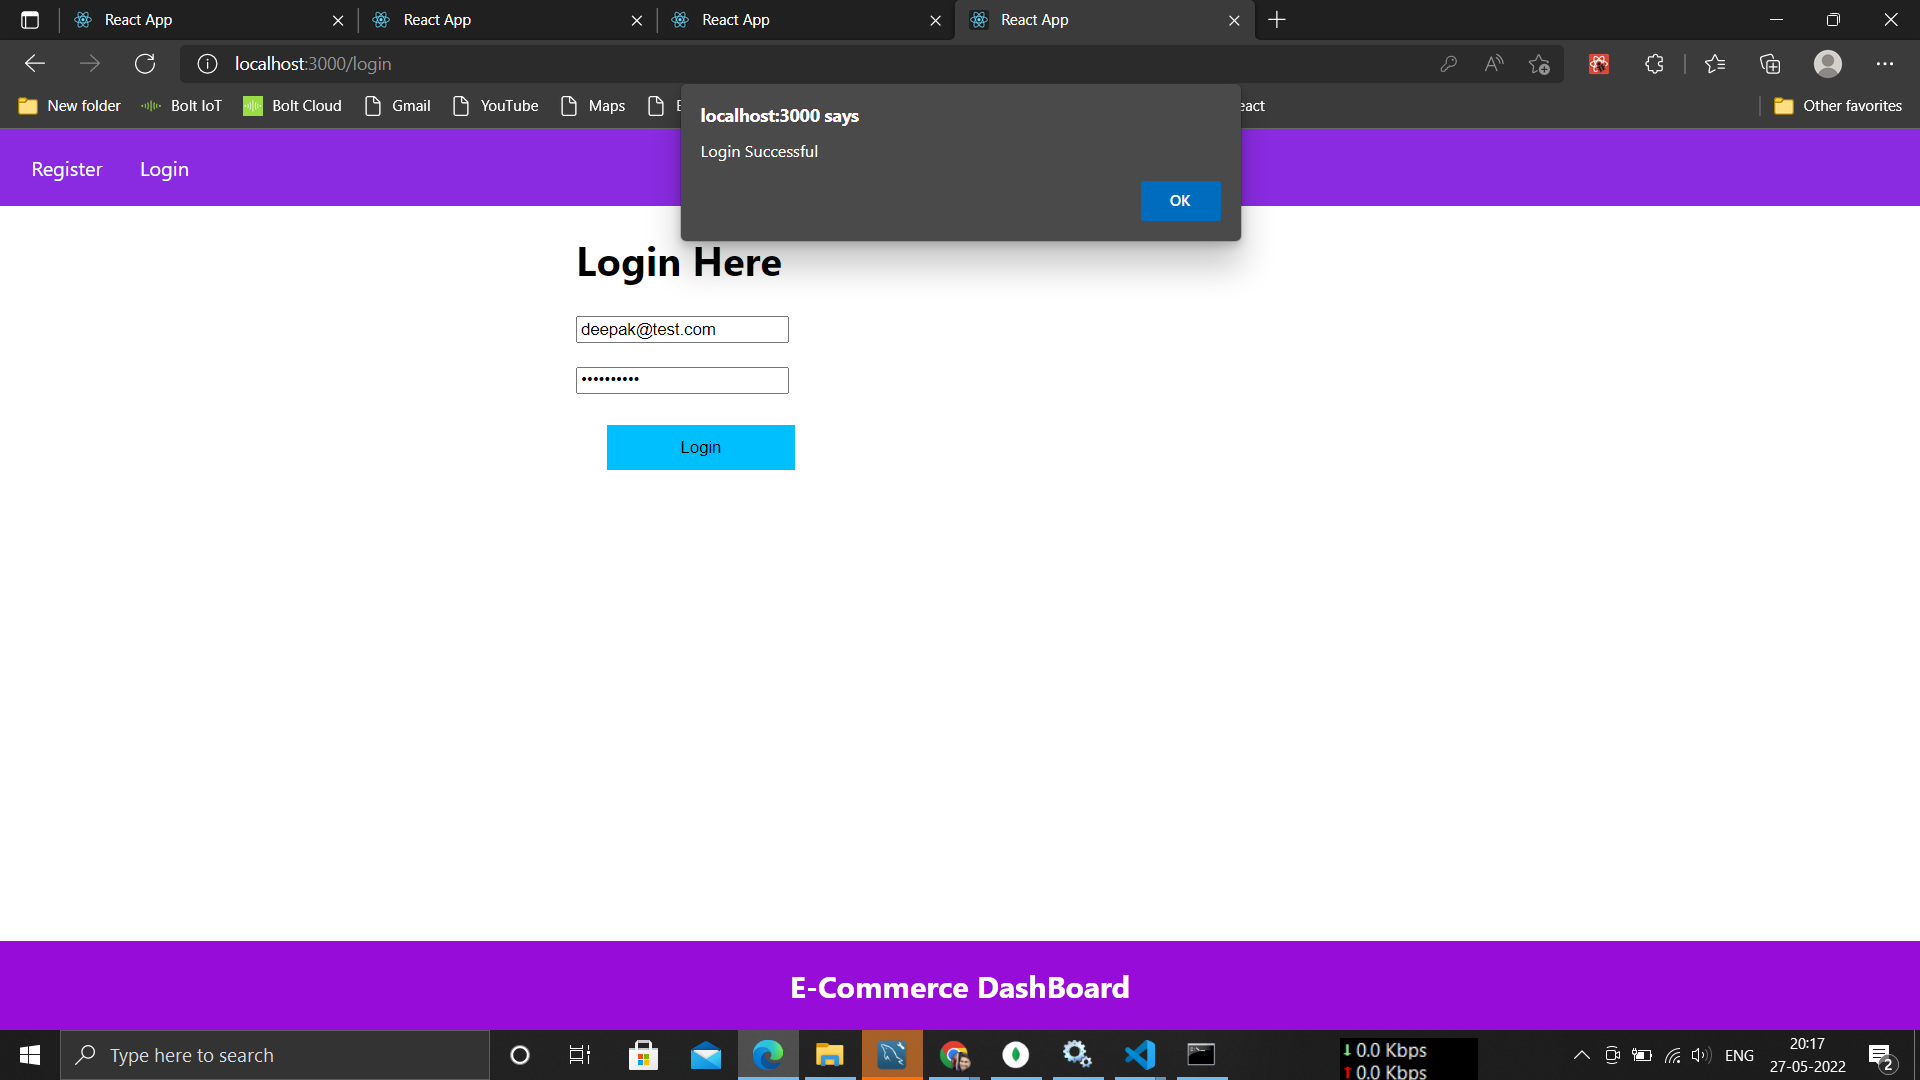 React App
React App
React App
React App
localhost:3000/login
New folder
Bolt IoT
Bolt Cloud
Gmail
YouTube
Maps
Other favorites
localhost:3000 says
Login Successful
OK
Register
Login
Login Here
deepak@test.com
••••••••••
Login
E-Commerce DashBoard
Type here to search
0.0 Kbps
0.0 Kbps
ENG
20:17
27-05-2022
2